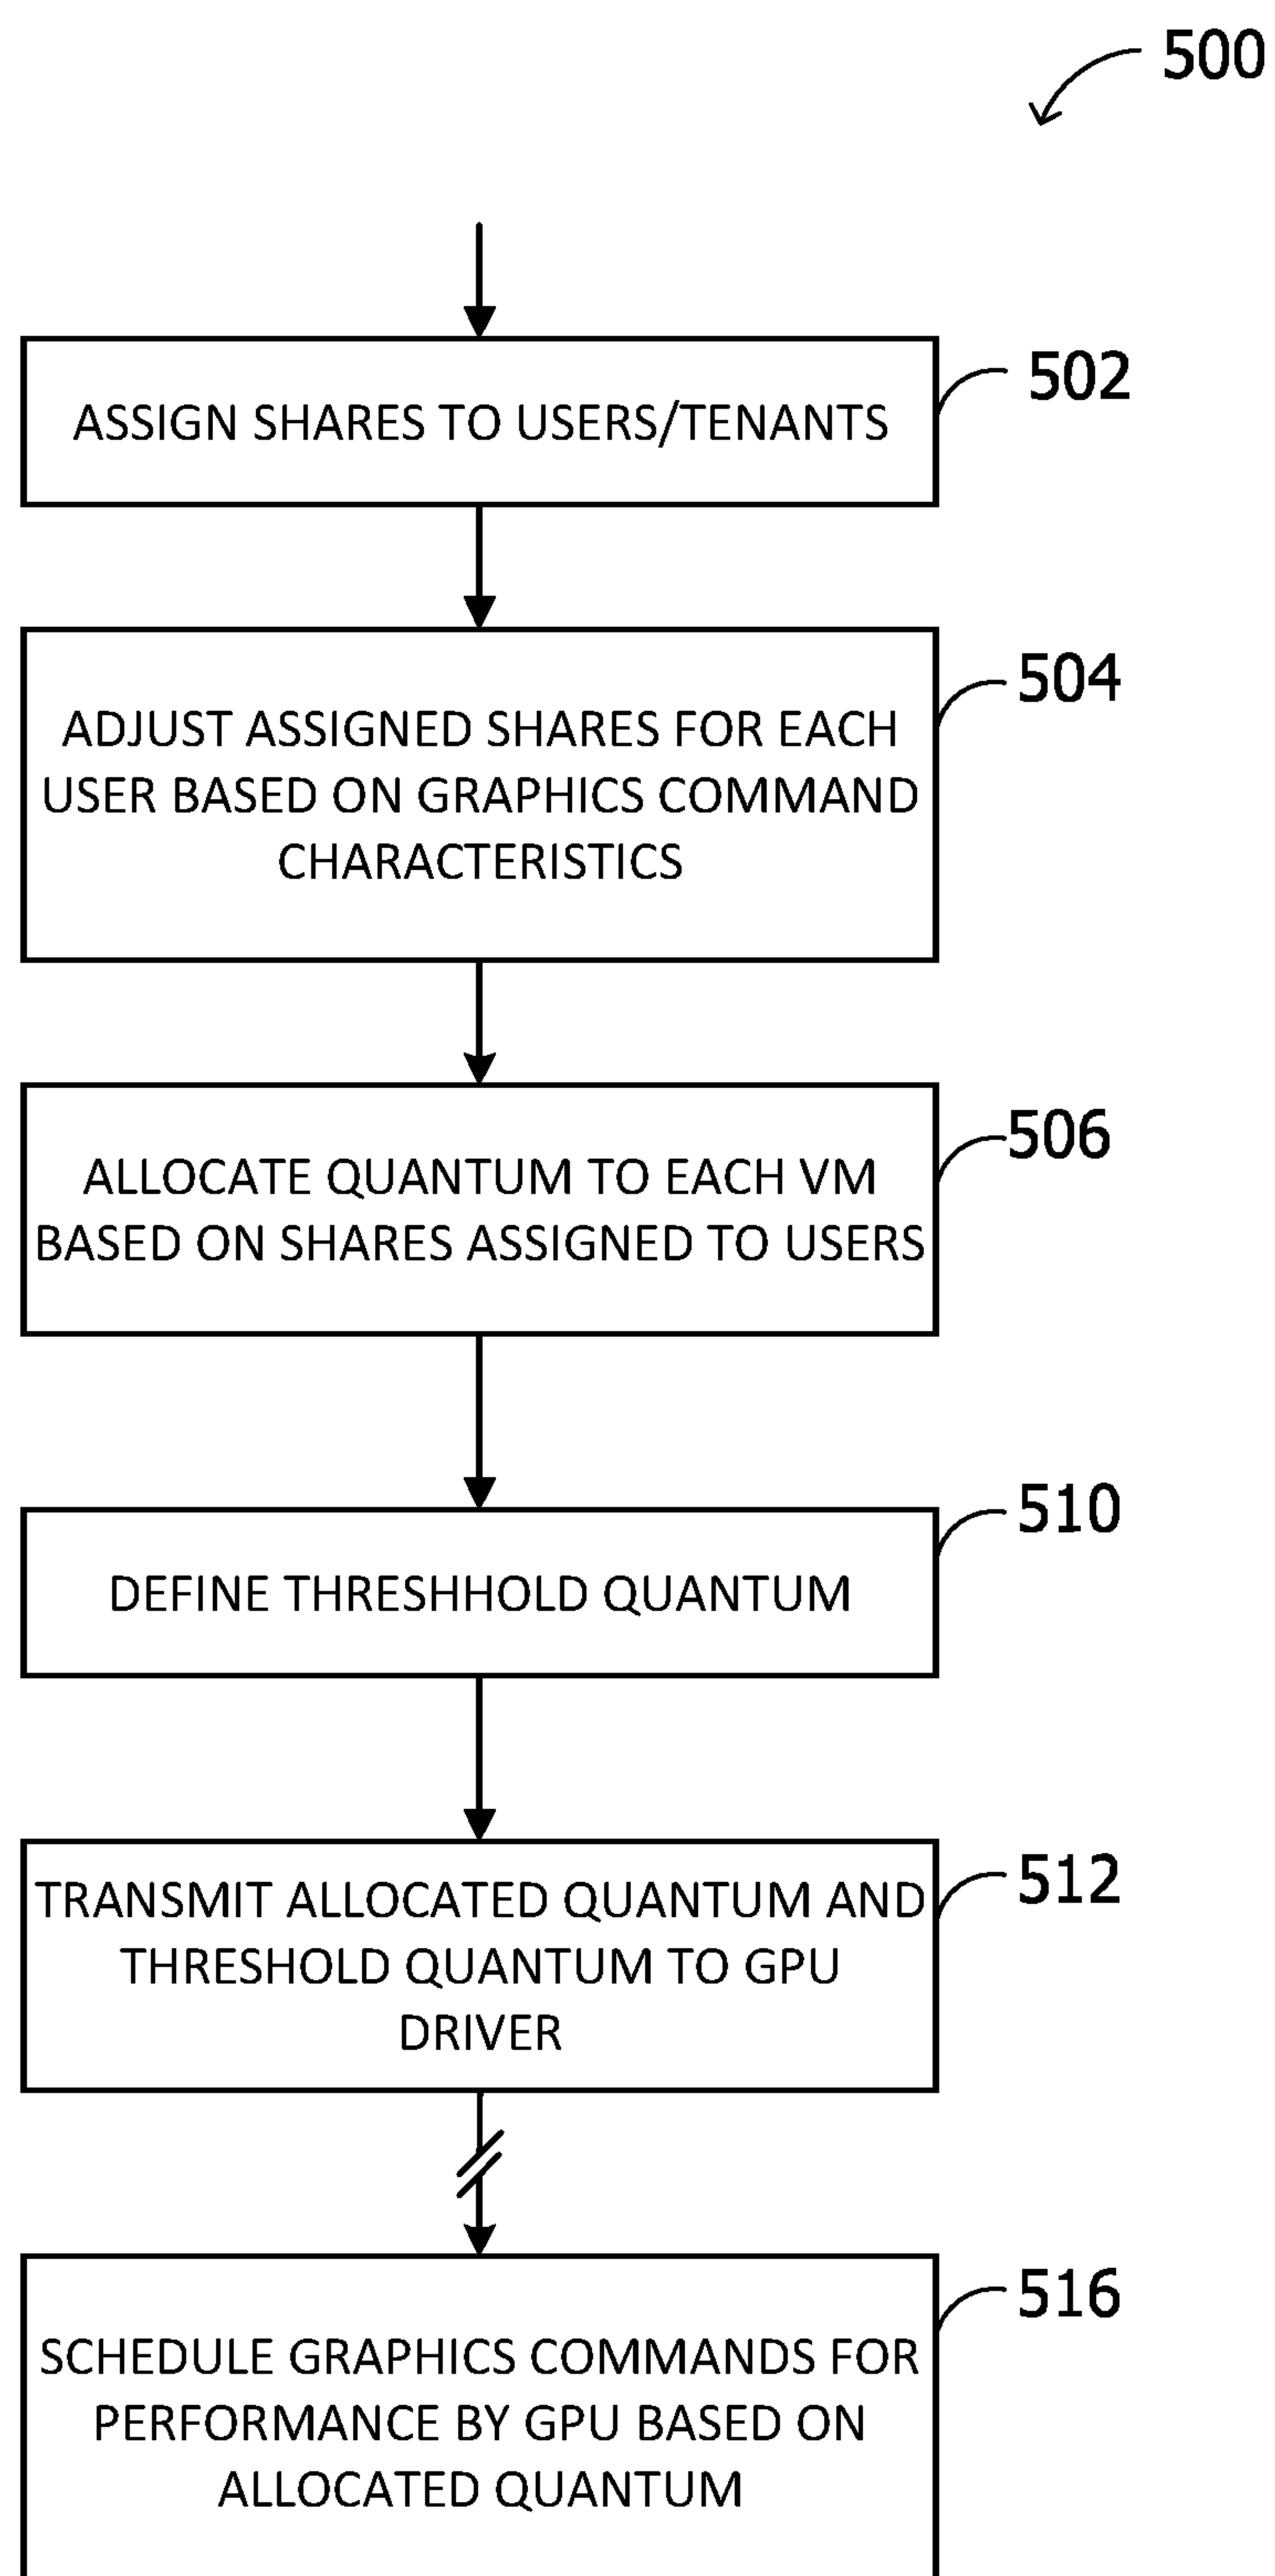 500
ASSIGN SHARES TO USERS/TENANTS
502
ADJUST ASSIGNED SHARES FOR EACH
USER BASED ON GRAPHICS COMMAND
CHARACTERISTICS
504
ALLOCATE QUANTUM TO EACH VM
BASED ON SHARES ASSIGNED TO USERS
506
DEFINE THRESHHOLD QUANTUM
510
TRANSMIT ALLOCATED QUANTUM AND
THRESHOLD QUANTUM TO GPU
DRIVER
512
SCHEDULE GRAPHICS COMMANDS FOR
PERFORMANCE BY GPU BASED ON
ALLOCATED QUANTUM
516